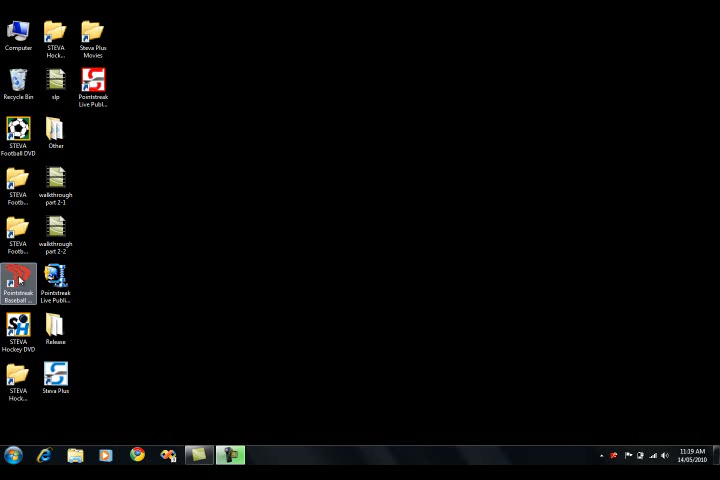 Computer
STEVA
Hock...
Steva Plus
Movies
Recycle Bin
slp
Pointstreak
Live Publ...
STEVA
Football DVD
Other
STEVA
Footb...
walkthrough
part 2-1
STEVA
Footb...
walkthrough
part 2-2
Pointstreak
Baseball ...
Pointstreak
Live Publi...
STEVA
Hockey DVD
Release
STEVA
Hock...
Steva Plus
11:19 AM
14/05/2010